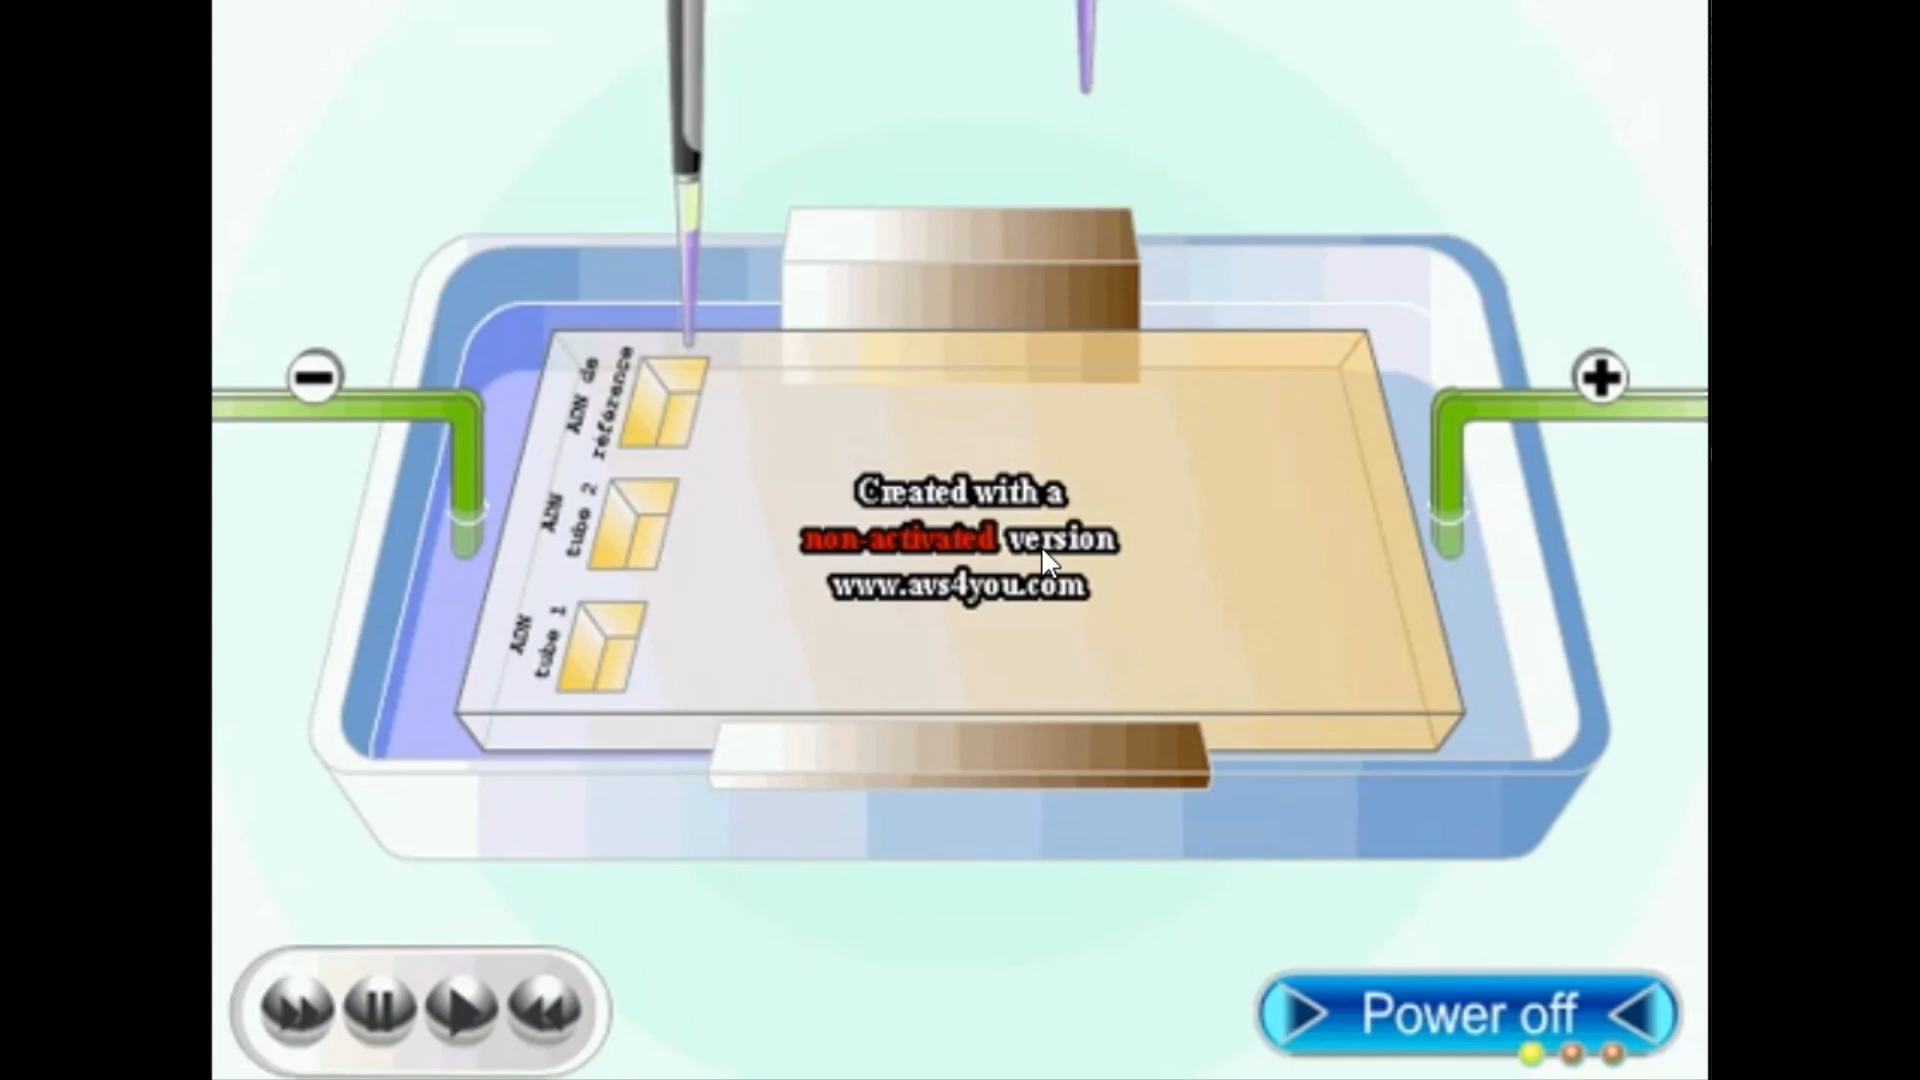 ADN de
référence
ADN
tube 2
ADN
tube 1
Created with a
non-activated version
www.avs4you.com
Power off